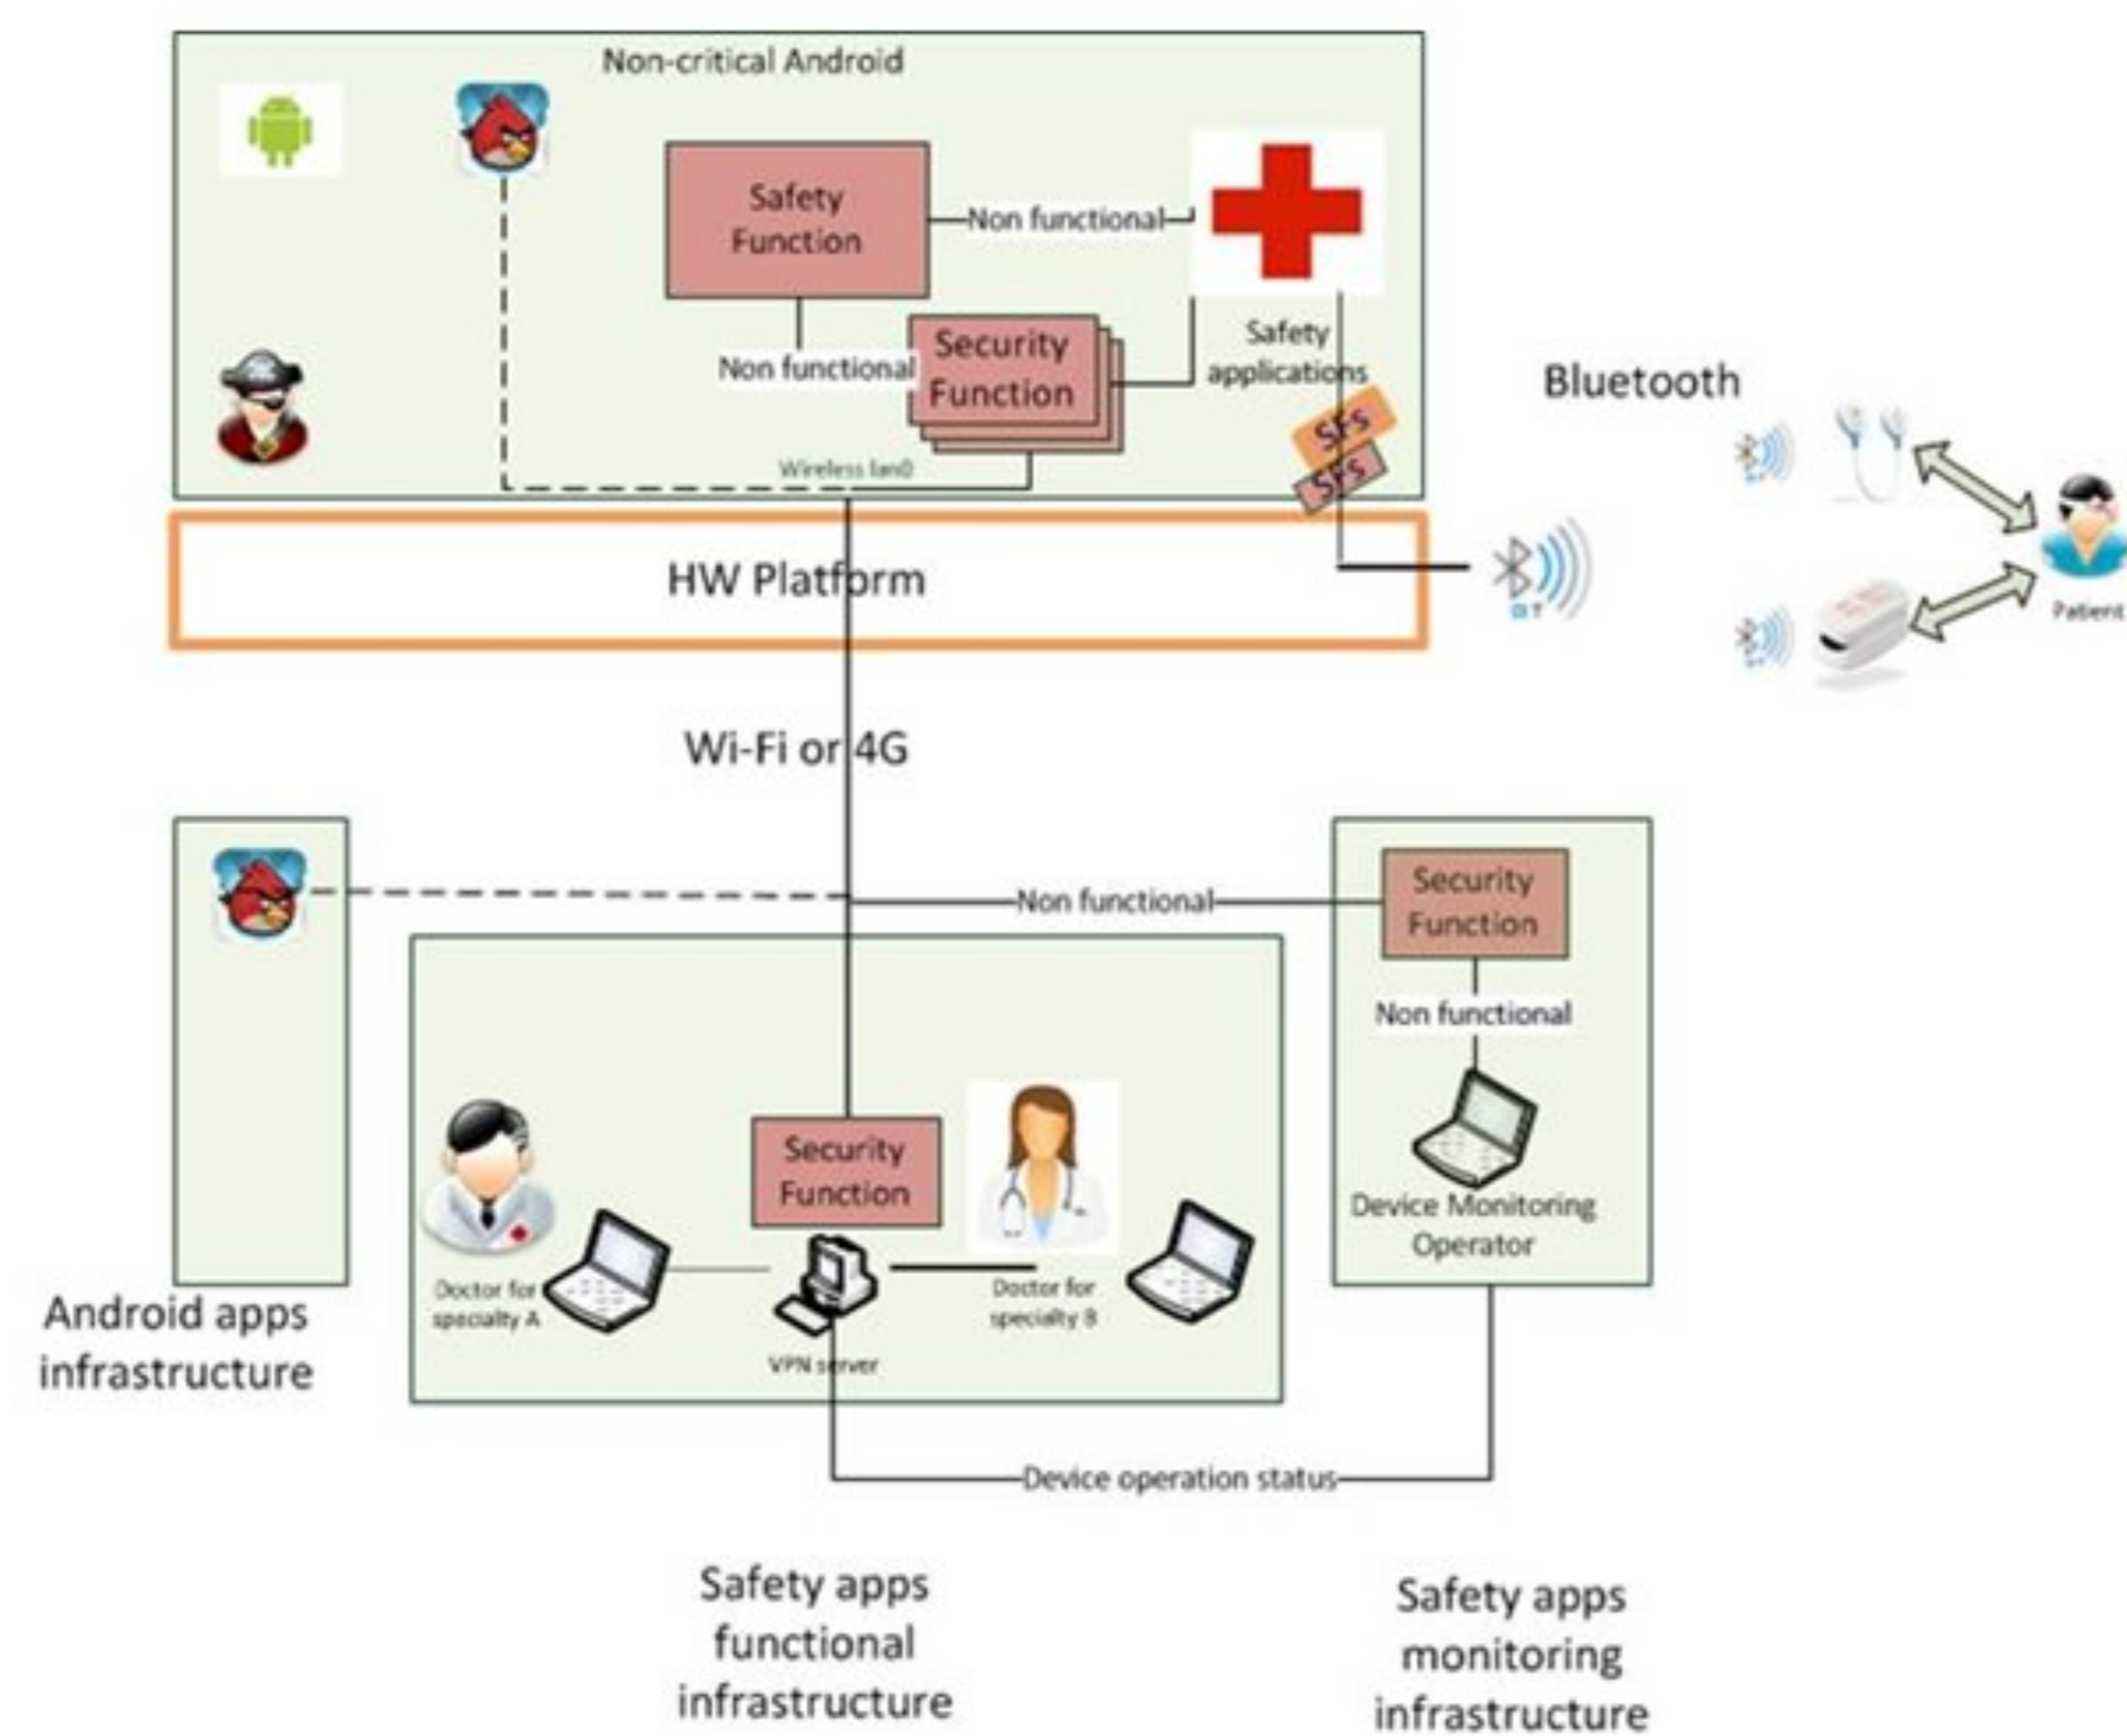 Non-critical Android
Safety
Function
Non functional
Non functional
Security
Function
Safety
applications
SFs
SFs
Wireless lan0
Bluetooth
Patient
HW Platform
Wi-Fi or 4G
Non functional
Security
Function
Non functional
Device Monitoring
Operator
Security
Function
Doctor for
specialty A
Doctor for
specialty B
VPN server
Android apps
infrastructure
Device operation status
Safety apps
functional
infrastructure
Safety apps
monitoring
infrastructure